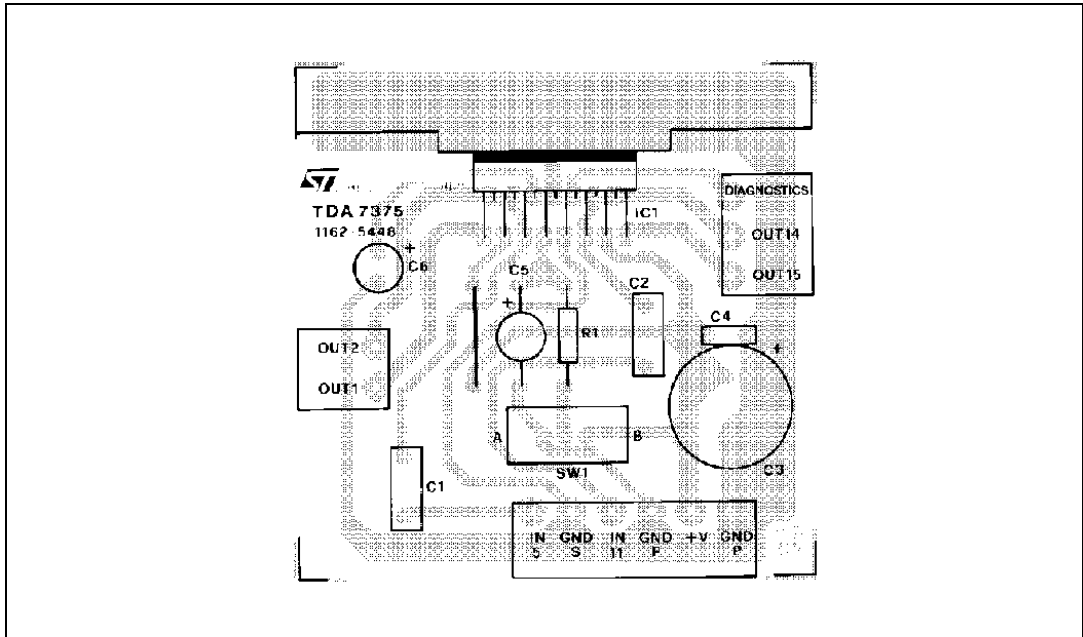 ST
TDA 7375
1162-5448
IC1
DIAGNOSTICS
OUT14
OUT15
+
C6
C5
+
C2
C4
+
R1
OUT2
OUT1
A
B
SW1
C3
C1
IN GND IN GND +V GND
5 S 11 P P